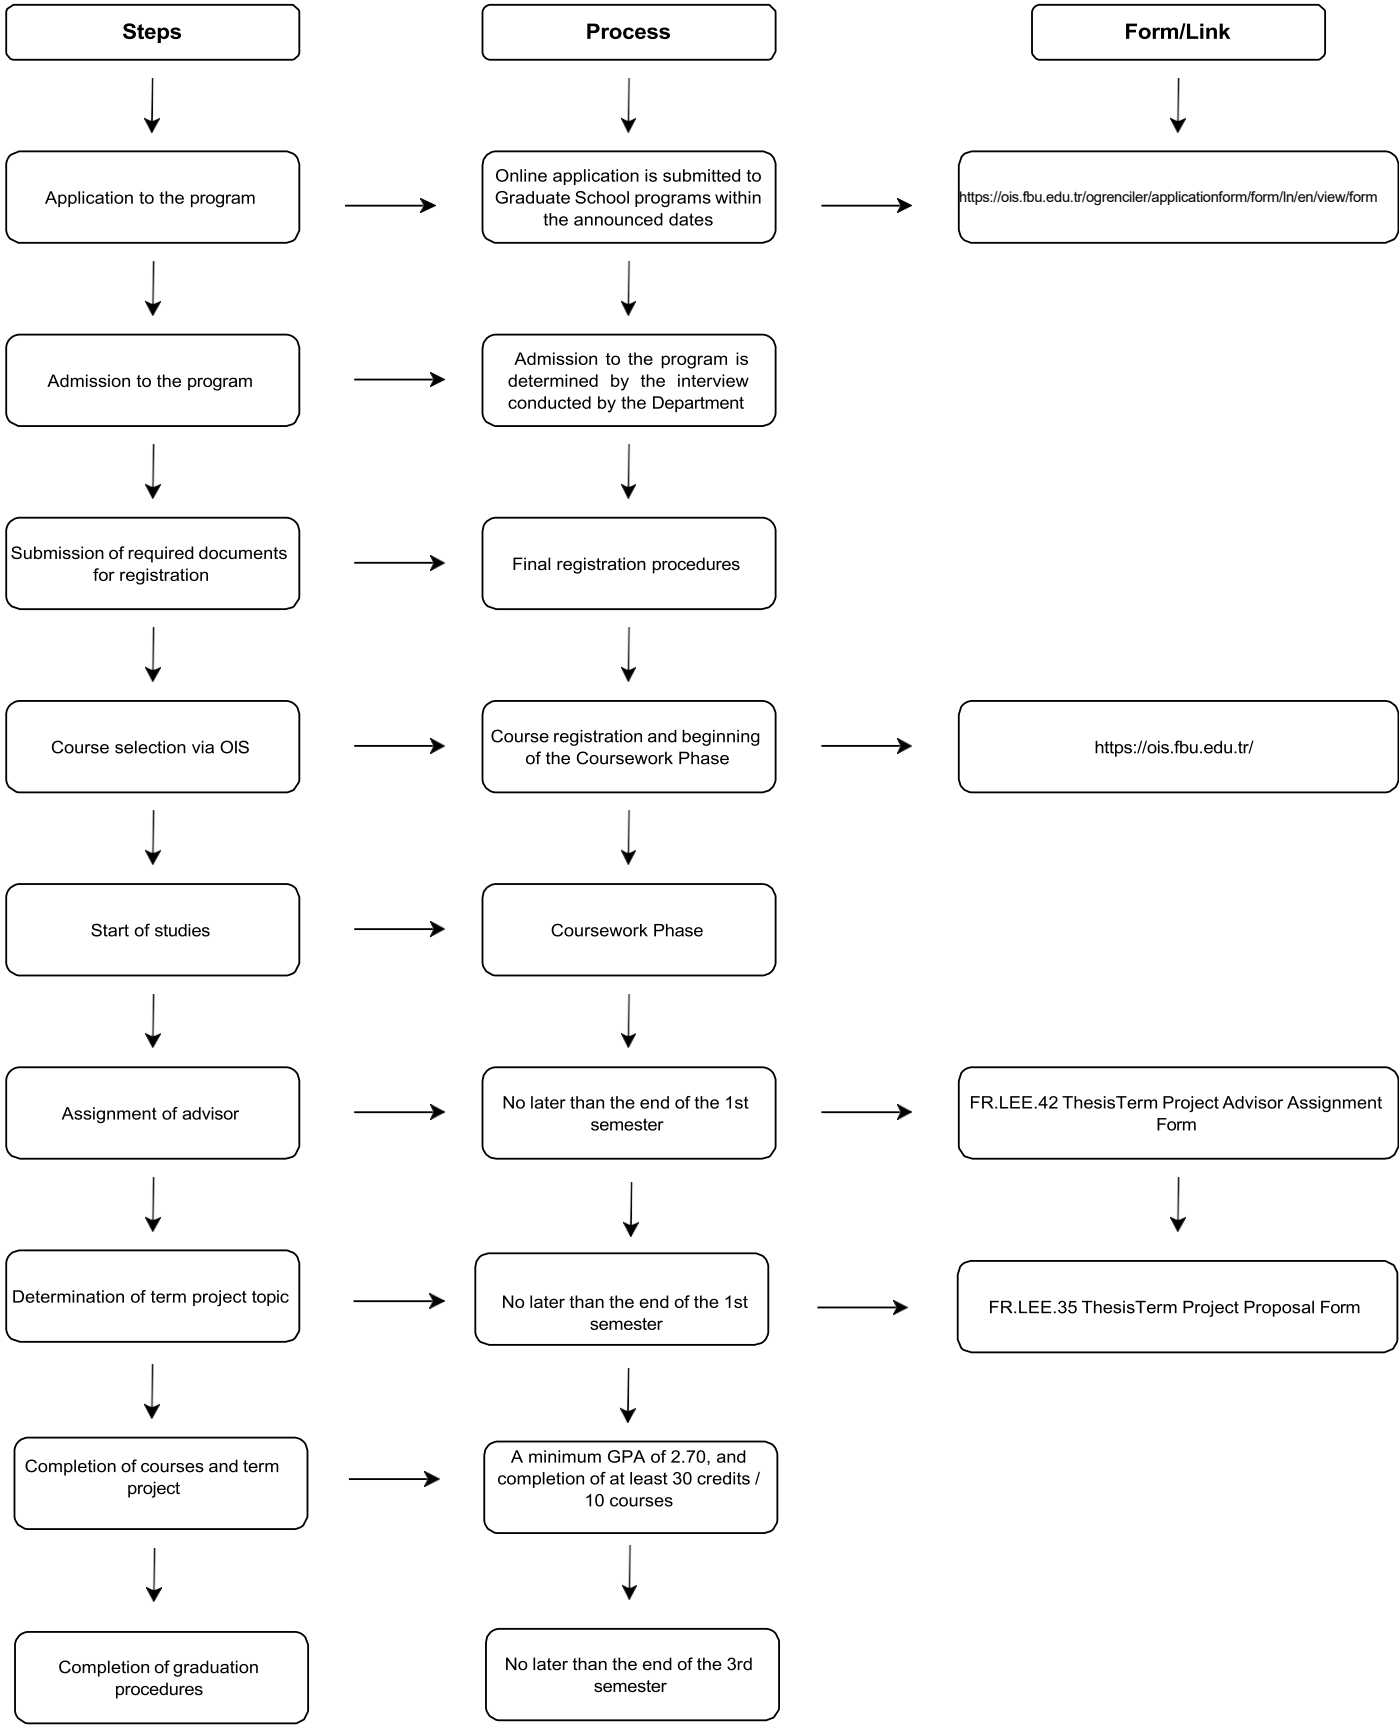 Steps
Process
Form/Link
Application to the program
Online application is submitted to
Graduate School programs within
the announced dates
https://ois.fbu.edu.tr/ogrenciler/applicationform/form/ln/en/view/form
Admission to the program
Admission to the program is
determined by the interview
conducted by the Department
Submission of required documents
for registration
Final registration procedures
Course selection via OIS
Course registration and beginning
of the Coursework Phase
https://ois.fbu.edu.tr/
Start of studies
Coursework Phase
Assignment of advisor
No later than the end of the 1st
semester
FR.LEE.42 ThesisTerm Project Advisor Assignment
Form
Determination of term project topic
No later than the end of the 1st
semester
FR.LEE.35 ThesisTerm Project Proposal Form
Completion of courses and term
project
A minimum GPA of 2.70, and
completion of at least 30 credits /
10 courses
Completion of graduation
procedures
No later than the end of the 3rd
semester